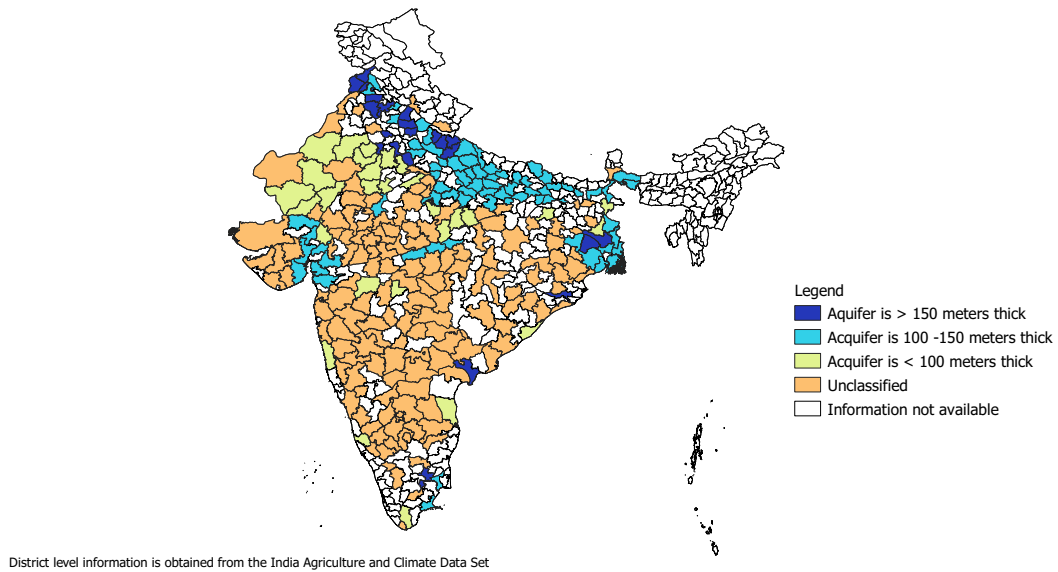 Legend
Aquifer is > 150 meters thick
Acquifer is 100 -150 meters thick
Acquifer is < 100 meters thick
Unclassified
Information not available
District level information is obtained from the India Agriculture and Climate Data Set